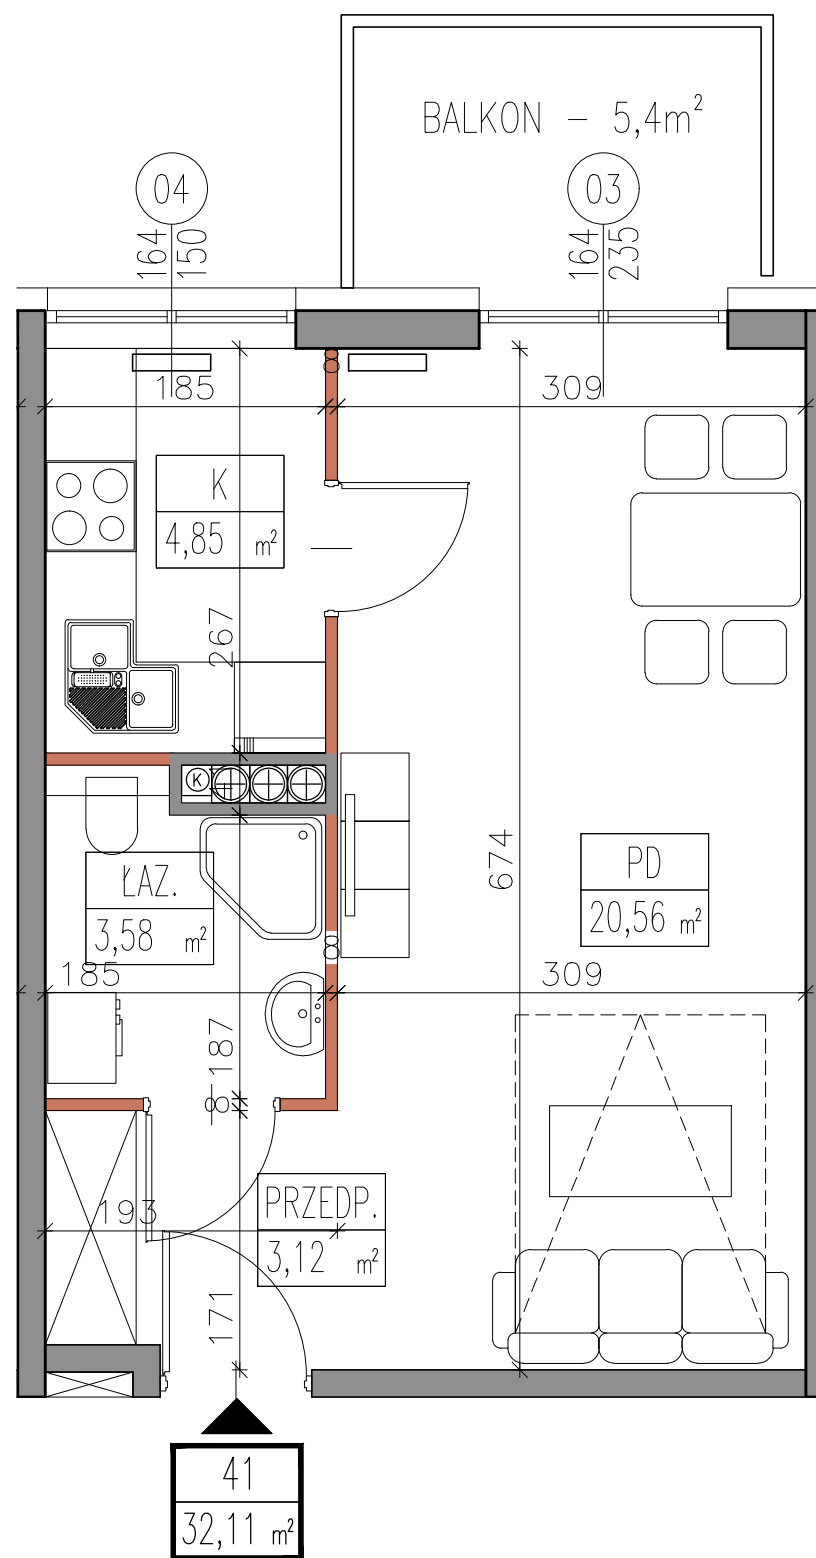 BALKON - 5,4m²
04
03
164
150
164
235
185
309
K
4,85 m²
267
K
14
674
PD
20,56 m²
ŁAZ.
3,58 m²
185
309
187
8
193
PRZEDP.
3,12 m²
171
41
32,11 m²